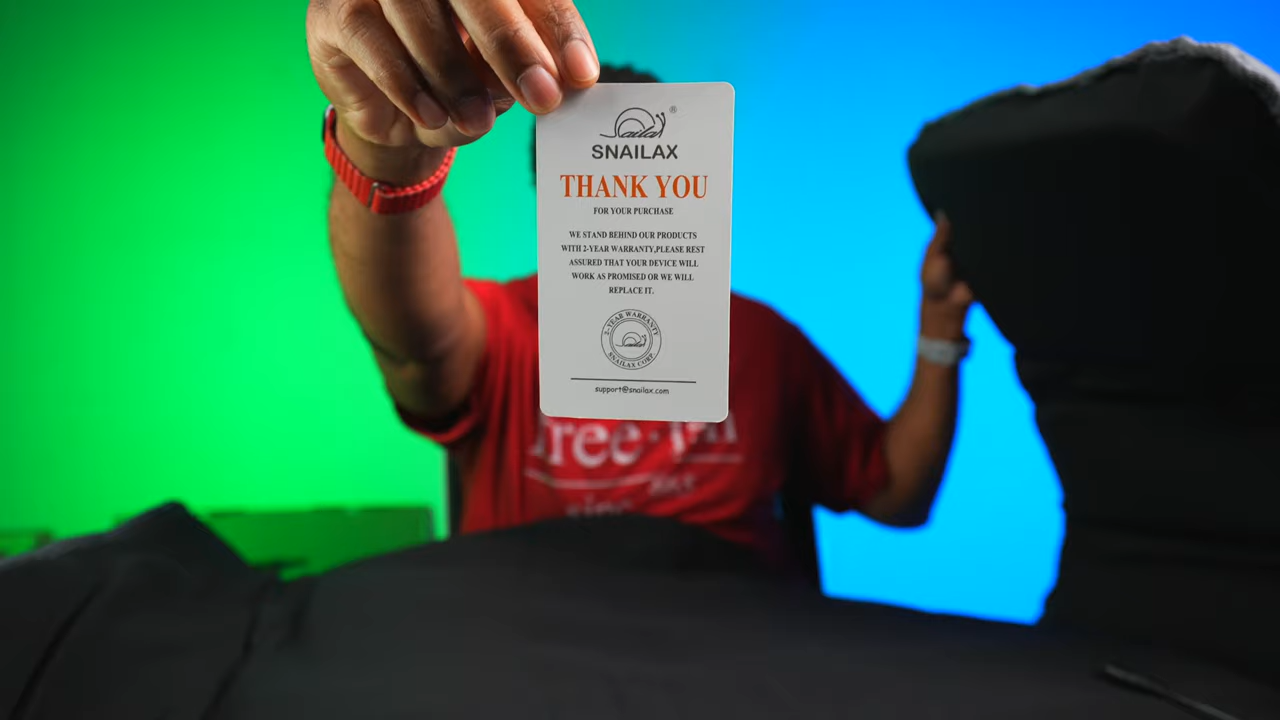 Snailax
®
SNAILAX
THANK YOU
FOR YOUR PURCHASE
WE STAND BEHIND OUR PRODUCTS
WITH 2-YEAR WARRANTY,PLEASE REST
ASSURED THAT YOUR DEVICE WILL
WORK AS PROMISED OR WE WILL
REPLACE IT.
2-YEAR WARRANTY
SNAILAX CORP.
support@snailax.com